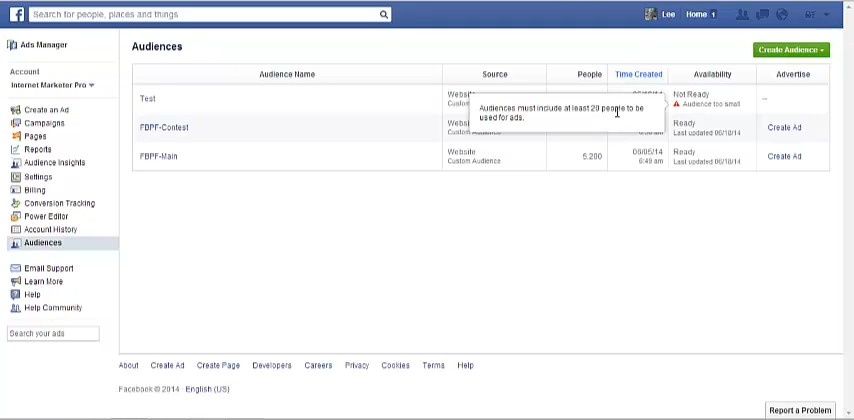 f Search for people, places and things Lee Home 1
Ads Manager
Account
Internet Marketer Pro
Create an Ad
Campaigns
Pages
Reports
Audience Insights
Settings
Billing
Conversion Tracking
Power Editor
Account History
Audiences
Email Support
Learn More
Help
Help Community
Search your ads
Audiences
Create Audience
Audience Name Source People Time Created Availability Advertise
Test Website Not Ready --
Custom Audience too small
Audiences must include at least 20 people to be
used for ads.
FBPF-Contest Ready Create Ad
Last updated 06/18/14
FBPF-Main Website 5,200 06/05/14 Ready Create Ad
Custom Audience 6:49 am Last updated 06/18/14
About Create Ad Create Page Developers Careers Privacy Cookies Terms Help
Facebook © 2014 · English (US)
Report a Problem